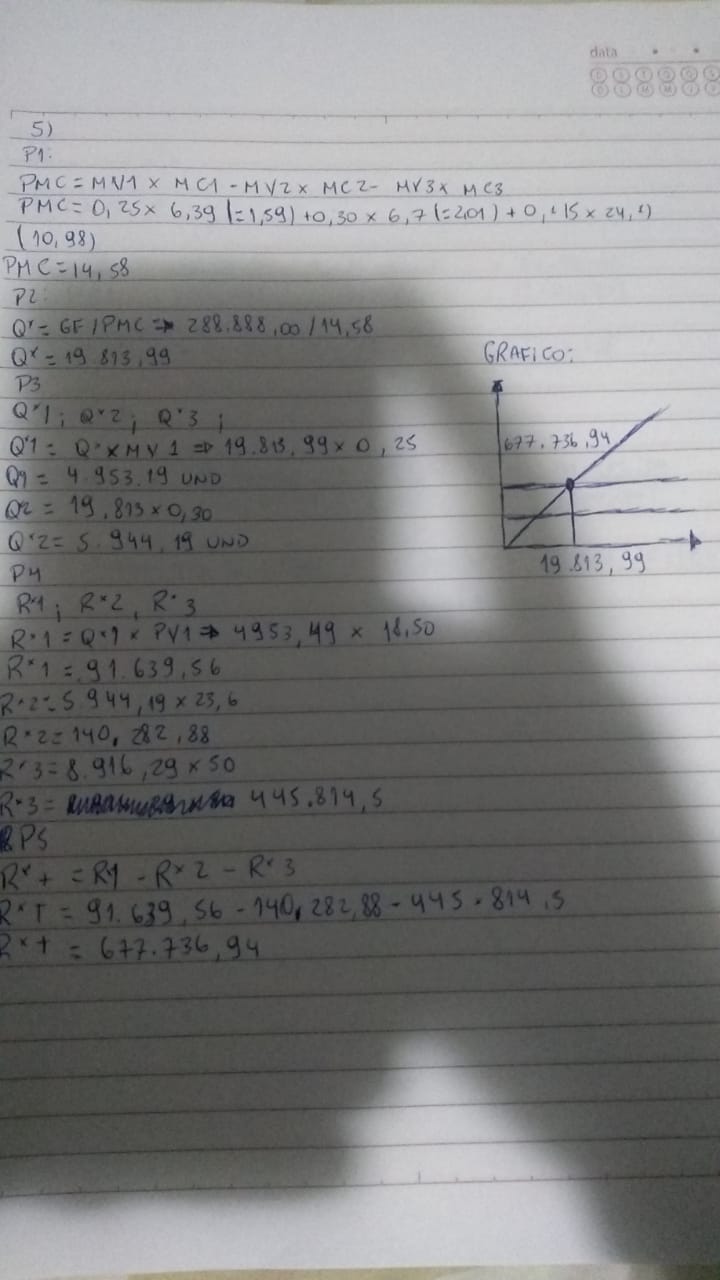 data
5)
P1:
PMC = MV1 x MC1 - MV2 x MC2 - MV3 x MC3
PMC = 0,25 x 6,39 (=1,59) + 0,30 x 6,7 (=2,01) + 0,45 x 24,4)
(10,98)
PMC = 14,58
P2:
Q* = GF / PMC => 288.888,00 / 14,58
Q* = 19.813,99
P3
Q*1; Q*2; Q*3;
Q*1 = Q* x MV1 => 19.813,99 x 0,25
Q1 = 4.953.19 UND
Q2 = 19.813 x 0,30
Q*2 = 5.944,19 UND
P4
R*1; R*2, R*3
R*1 = Q*1 x PV1 => 4953,49 x 18,50
R*1 = 91.639,56
R*2 = 5.944,19 x 23,6
R*2 = 140,282,88
R*3 = 8.916,29 x 50
R*3 = 445.814,5
P5
R*+ = R1 - R*2 - R*3
R*T = 91.639,56 - 140,282,88 - 445.814,5
R*t = 677.736,94
GRAFICO:
677.736,94
19.813,99